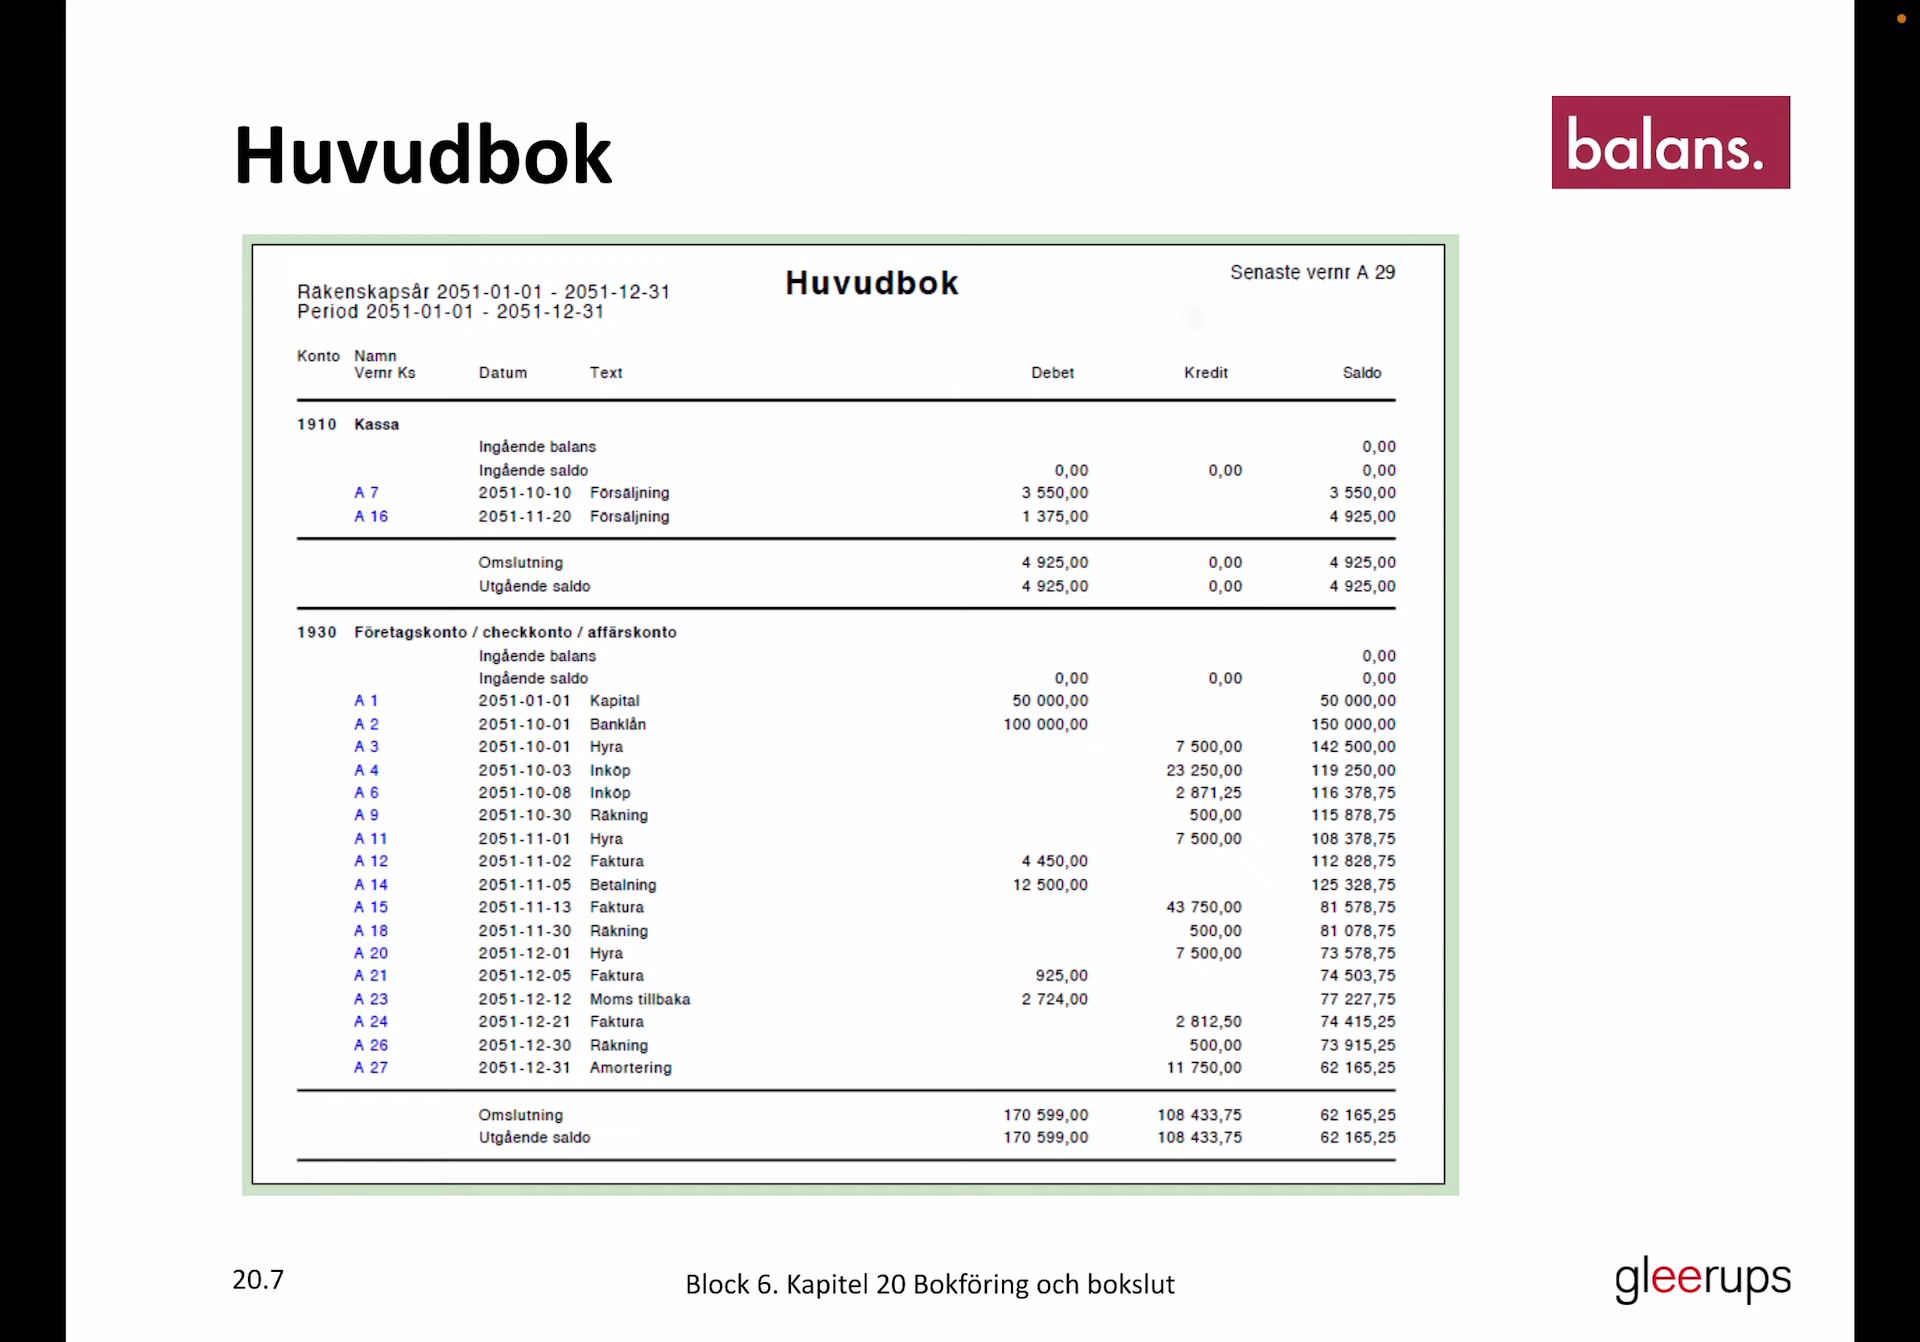 Huvudbok
balans.
Huvudbok
Senaste vernr A 29
Räkenskapsår 2051-01-01 - 2051-12-31
Period 2051-01-01 - 2051-12-31
Konto Namn
Vernr Ks Datum Text Debet Kredit Saldo
1910 Kassa
Ingående balans 0,00
Ingående saldo 0,00 0,00 0,00
A 7 2051-10-10 Försäljning 3 550,00 3 550,00
A 16 2051-11-20 Försäljning 1 375,00 4 925,00
Omslutning 4 925,00 0,00 4 925,00
Utgående saldo 4 925,00 0,00 4 925,00
1930 Företagskonto / checkkonto / affärskonto
Ingående balans 0,00
Ingående saldo 0,00 0,00 0,00
A 1 2051-01-01 Kapital 50 000,00 50 000,00
A 2 2051-10-01 Banklån 100 000,00 150 000,00
A 3 2051-10-01 Hyra 7 500,00 142 500,00
A 4 2051-10-03 Inköp 23 250,00 119 250,00
A 6 2051-10-08 Inköp 2 871,25 116 378,75
A 9 2051-10-30 Räkning 500,00 115 878,75
A 11 2051-11-01 Hyra 7 500,00 108 378,75
A 12 2051-11-02 Faktura 4 450,00 112 828,75
A 14 2051-11-05 Betalning 12 500,00 125 328,75
A 15 2051-11-13 Faktura 43 750,00 81 578,75
A 18 2051-11-30 Räkning 500,00 81 078,75
A 20 2051-12-01 Hyra 7 500,00 73 578,75
A 21 2051-12-05 Faktura 925,00 74 503,75
A 23 2051-12-12 Moms tillbaka 2 724,00 77 227,75
A 24 2051-12-21 Faktura 2 812,50 74 415,25
A 26 2051-12-30 Räkning 500,00 73 915,25
A 27 2051-12-31 Amortering 11 750,00 62 165,25
Omslutning 170 599,00 108 433,75 62 165,25
Utgående saldo 170 599,00 108 433,75 62 165,25
20.7
Block 6. Kapitel 20 Bokföring och bokslut
gleerups